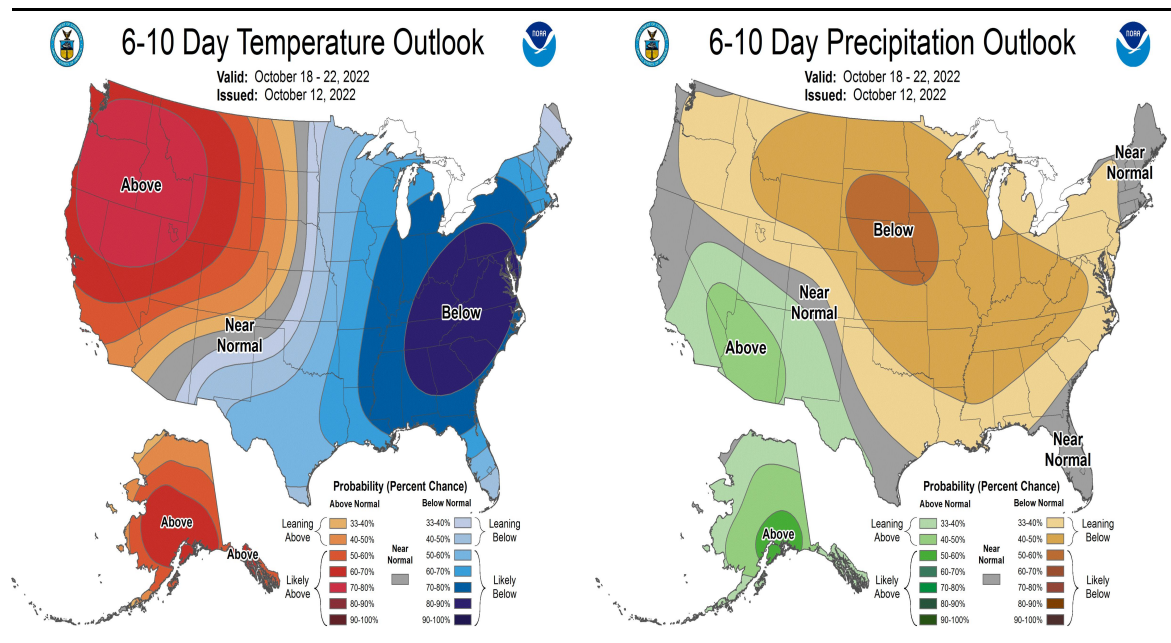 6-10 Day Temperature Outlook
Valid: October 18 - 22, 2022
Issued: October 12, 2022
NOAA
Above
Near
Normal
Below
Above
Above
Probability (Percent Chance)
Above Normal
Below Normal
Leaning
Above
33-40%
40-50%
Likely
Above
50-60%
60-70%
70-80%
80-90%
90-100%
Near
Normal
33-40%
40-50%
Leaning
Below
50-60%
60-70%
70-80%
80-90%
90-100%
Likely
Below
6-10 Day Precipitation Outlook
Valid: October 18 - 22, 2022
Issued: October 12, 2022
NOAA
Near
Normal
Below
Near
Normal
Above
Near
Normal
Above
Probability (Percent Chance)
Above Normal
Below Normal
Leaning
Above
33-40%
40-50%
Likely
Above
50-60%
60-70%
70-80%
80-90%
90-100%
Near
Normal
33-40%
40-50%
Leaning
Below
50-60%
60-70%
70-80%
80-90%
90-100%
Likely
Below